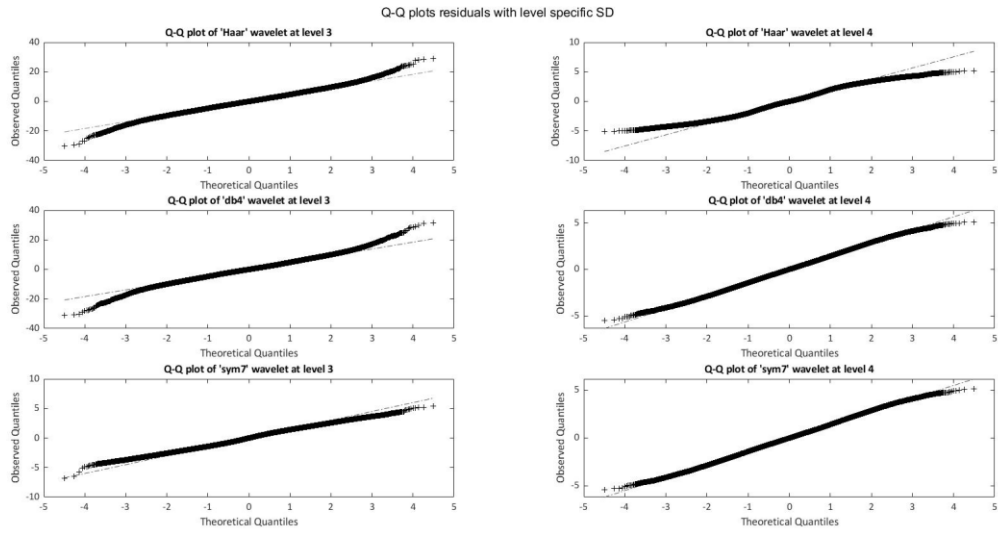 Q-Q plots residuals with level specific SD
Q-Q plot of 'Haar' wavelet at level 3
Observed Quantiles
40
20
0
-20
-40
-5 -4 -3 -2 -1 0 1 2 3 4 5
Theoretical Quantiles
Q-Q plot of 'Haar' wavelet at level 4
Observed Quantiles
10
5
0
-5
10
-5 -4 -3 -2 -1 0 1 2 3 4 5
Theoretical Quantiles
Q-Q plot of 'db4' wavelet at level 3
Observed Quantiles
40
20
0
-20
-40
-5 -4 -3 -2 -1 0 1 2 3 4 5
Theoretical Quantiles
Q-Q plot of 'db4' wavelet at level 4
Observed Quantiles
5
0
-5
-5 -4 -3 -2 -1 0 1 2 3 4 5
Theoretical Quantiles
Q-Q plot of 'sym7' wavelet at level 3
Observed Quantiles
10
5
0
-5
-10
-5 -4 -3 -2 -1 0 1 2 3 4 5
Theoretical Quantiles
Q-Q plot of 'sym7' wavelet at level 4
Observed Quantiles
5
0
-5
-5 -4 -3 -2 -1 0 1 2 3 4 5
Theoretical Quantiles